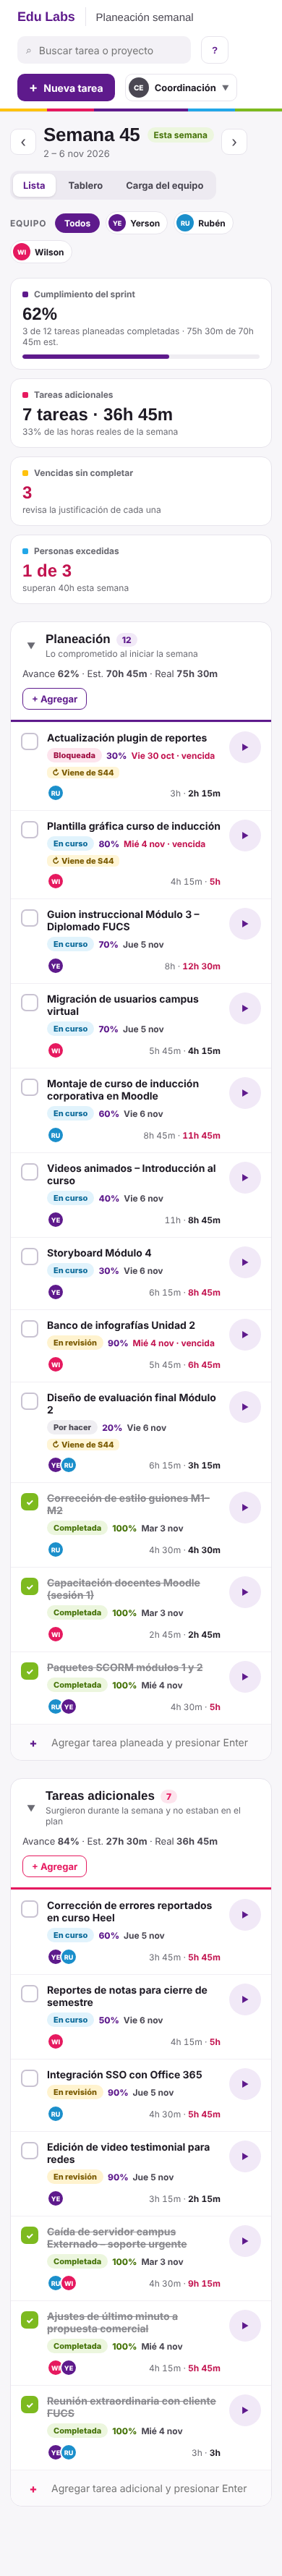 Edu Labs
Planeación semanal
Buscar tarea o proyecto
?
+ Nueva tarea
CE Coordinación ▼
‹ Semana 45 Esta semana ›
2 – 6 nov 2026
Lista Tablero Carga del equipo
EQUIPO Todos YE Yerson RU Rubén
WI Wilson
Cumplimiento del sprint
62%
3 de 12 tareas planeadas completadas · 75h 30m de 70h
45m est.
Tareas adicionales
7 tareas · 36h 45m
33% de las horas reales de la semana
Vencidas sin completar
3
revisa la justificación de cada una
Personas excedidas
1 de 3
superan 40h esta semana
▼ Planeación 12
Lo comprometido al iniciar la semana
Avance 62% · Est. 70h 45m · Real 75h 30m
+ Agregar
Actualización plugin de reportes
Bloqueada 30% Vie 30 oct · vencida
↻ Viene de S44
RU 3h · 2h 15m
Plantilla gráfica curso de inducción
En curso 80% Mié 4 nov · vencida
↻ Viene de S44
WI 4h 15m · 5h
Guion instruccional Módulo 3 –
Diplomado FUCS
En curso 70% Jue 5 nov
YE 8h · 12h 30m
Migración de usuarios campus
virtual
En curso 70% Jue 5 nov
WI 5h 45m · 4h 15m
Montaje de curso de inducción
corporativa en Moodle
En curso 60% Vie 6 nov
RU 8h 45m · 11h 45m
Videos animados – Introducción al
curso
En curso 40% Vie 6 nov
YE 11h · 8h 45m
Storyboard Módulo 4
En curso 30% Vie 6 nov
YE 6h 15m · 8h 45m
Banco de infografías Unidad 2
En revisión 90% Mié 4 nov · vencida
WI 5h 45m · 6h 45m
Diseño de evaluación final Módulo
2
Por hacer 20% Vie 6 nov
↻ Viene de S44
YE RU 6h 15m · 3h 15m
Corrección de estilo guiones M1–
M2
Completada 100% Mar 3 nov
RU 4h 30m · 4h 30m
Capacitación docentes Moodle
(sesión 1)
Completada 100% Mar 3 nov
WI 2h 45m · 2h 45m
Paquetes SCORM módulos 1 y 2
Completada 100% Mié 4 nov
RU YE 4h 30m · 5h
+ Agregar tarea planeada y presionar Enter
▼ Tareas adicionales 7
Surgieron durante la semana y no estaban en el
plan
Avance 84% · Est. 27h 30m · Real 36h 45m
+ Agregar
Corrección de errores reportados
en curso Heel
En curso 60% Jue 5 nov
YE RU 3h 45m · 5h 45m
Reportes de notas para cierre de
semestre
En curso 50% Vie 6 nov
WI 4h 15m · 5h
Integración SSO con Office 365
En revisión 90% Jue 5 nov
RU 4h 30m · 5h 45m
Edición de video testimonial para
redes
En revisión 90% Jue 5 nov
YE 3h 15m · 2h 15m
Caída de servidor campus
Externado – soporte urgente
Completada 100% Mar 3 nov
RU WI 4h 30m · 9h 15m
Ajustes de último minuto a
propuesta comercial
Completada 100% Mié 4 nov
WI YE 4h 15m · 5h 45m
Reunión extraordinaria con cliente
FUCS
Completada 100% Mié 4 nov
YE RU 3h · 3h
+ Agregar tarea adicional y presionar Enter